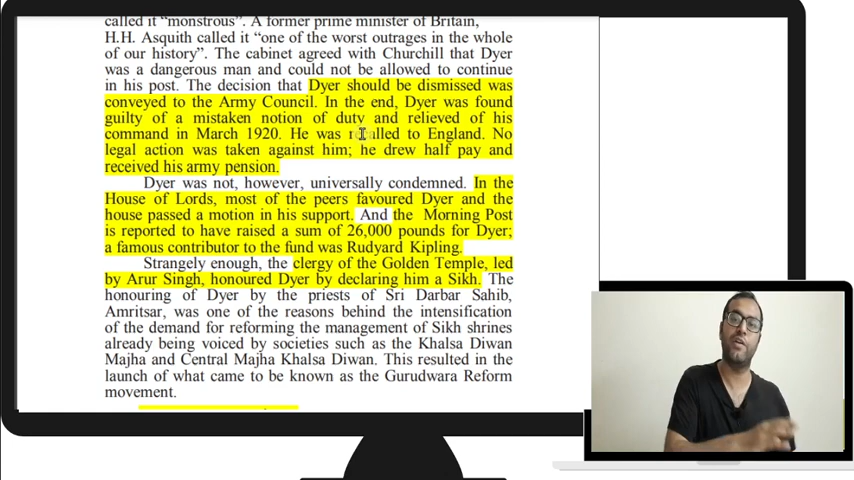 called it “monstrous”. A former prime minister of Britain,
H.H. Asquith called it “one of the worst outrages in the whole
of our history”. The cabinet agreed with Churchill that Dyer
was a dangerous man and could not be allowed to continue
in his post. The decision that Dyer should be dismissed was
conveyed to the Army Council. In the end, Dyer was found
guilty of a mistaken notion of duty and relieved of his
command in March 1920. He was recalled to England. No
legal action was taken against him; he drew half pay and
received his army pension.
Dyer was not, however, universally condemned. In the
House of Lords, most of the peers favoured Dyer and the
house passed a motion in his support. And the Morning Post
is reported to have raised a sum of 26,000 pounds for Dyer;
a famous contributor to the fund was Rudyard Kipling.
Strangely enough, the clergy of the Golden Temple, led
by Arur Singh, honoured Dyer by declaring him a Sikh. The
honouring of Dyer by the priests of Sri Darbar Sahib,
Amritsar, was one of the reasons behind the intensification
of the demand for reforming the management of Sikh shrines
already being voiced by societies such as the Khalsa Diwan
Majha and Central Majha Khalsa Diwan. This resulted in the
launch of what came to be known as the Gurudwara Reform
movement.